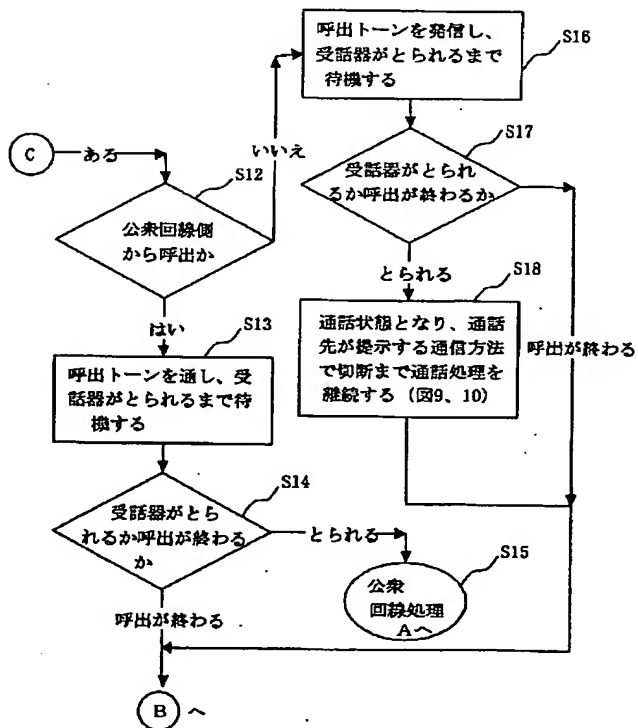 呼出トーンを発信し、
受話器がとられるまで
待機する
S16
C
ある
いいえ
S12
公衆回線側
から呼出か
S17
受話器がとられ
るか呼出が終わるか
とられる
S18
はい
S13
通話状態となり、通話
先が提示する通信方法
で切断まで通話処理を
継続する（図9、10）
呼出が終わる
呼出トーンを通し、受
話器がとられるまで待
機する
S14
受話器がとら
れるか呼出が終わる
か
とられる
S15
公衆
回線処理
Aへ
呼出が終わる
B へ